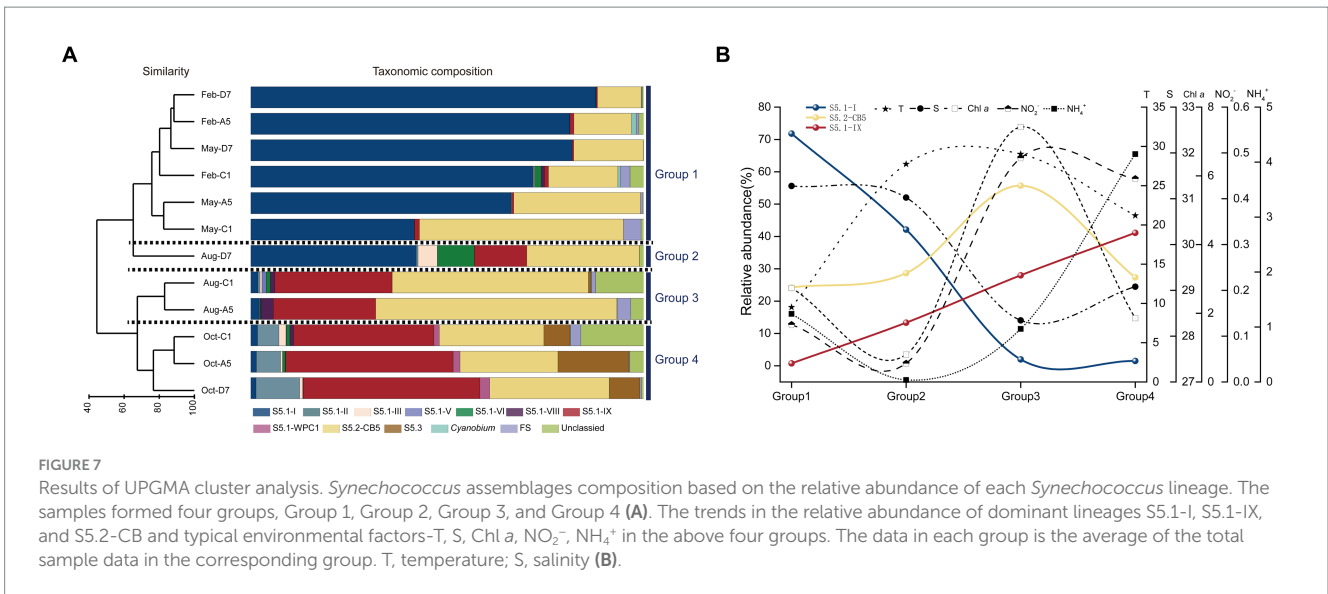 A
B
Similarity
Taxonomic composition
Feb-D7
Feb-A5
May-D7
Feb-C1
May-A5
May-C1
Aug-D7
Aug-C1
Aug-A5
Oct-C1
Oct-A5
Oct-D7
Group 1
Group 2
Group 3
Group 4
40
60
80
100
S5.1-I S5.1-II S5.1-III S5.1-V S5.1-VI S5.1-VIII S5.1-IX
S5.1-WPC1 S5.2-CB5 S5.3 Cyanobium FS Unclassied
T S Chl a NO₂⁻ NH₄⁺
S5.1-I
S5.2-CB5
S5.1-IX
T S Chl a NO₂⁻ NH₄⁺
Relative abundance(%)
80
70
60
50
40
30
20
10
0
35
30
25
20
15
10
5
0
33
32
31
30
29
28
27
8
6
4
2
0
0.6
0.5
0.4
0.3
0.2
0.1
0.0
5
4
3
2
1
0
Group1 Group2 Group3 Group4
FIGURE 7
Results of UPGMA cluster analysis. Synechococcus assemblages composition based on the relative abundance of each Synechococcus lineage. The
samples formed four groups, Group 1, Group 2, Group 3, and Group 4 (A). The trends in the relative abundance of dominant lineages S5.1-I, S5.1-IX,
and S5.2-CB and typical environmental factors-T, S, Chl a, NO₂⁻, NH₄⁺ in the above four groups. The data in each group is the average of the total
sample data in the corresponding group. T, temperature; S, salinity (B).